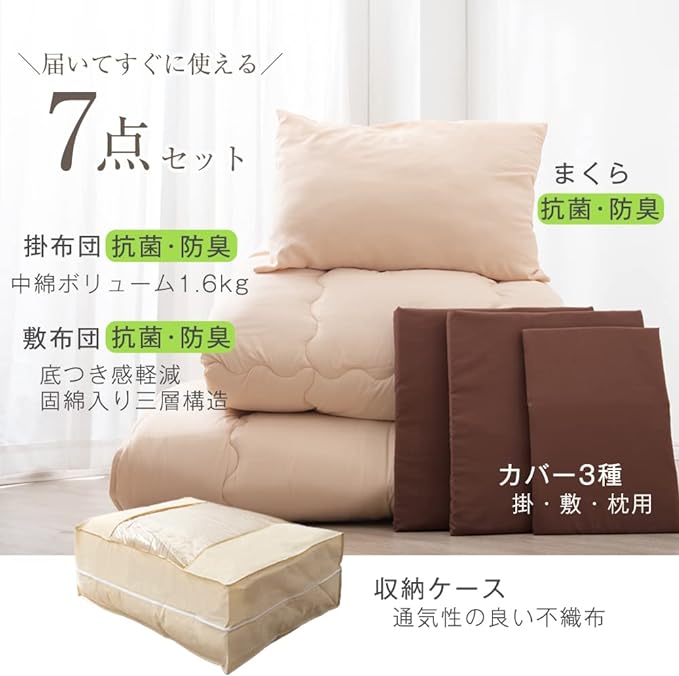 ＼届いてすぐに使える／
7点セット
掛布団 抗菌・防臭
中綿ボリューム1.6kg
敷布団 抗菌・防臭
底つき感軽減
固綿入り三層構造
まくら
抗菌・防臭
カバー3種
掛・敷・枕用
収納ケース
通気性の良い不織布